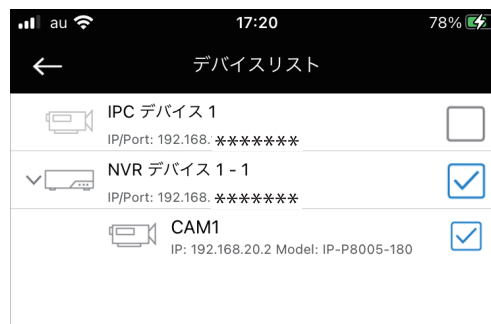 au 17:20 78%
デバイスリスト
IPC デバイス 1
IP/Port: 192.168. *******
NVR デバイス 1 - 1
IP/Port: 192.168. *******
CAM1
IP: 192.168.20.2 Model: IP-P8005-180